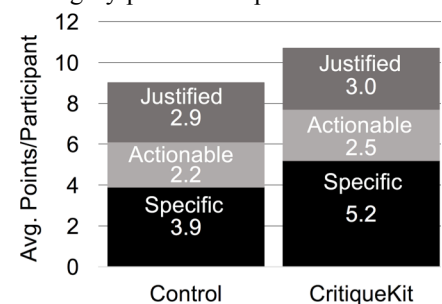 12
10
8
6
4
2
0
Avg. Points/Participant
Justified
2.9
Actionable
2.2
Specific
3.9
Justified
3.0
Actionable
2.5
Specific
5.2
Control
CritiqueKit